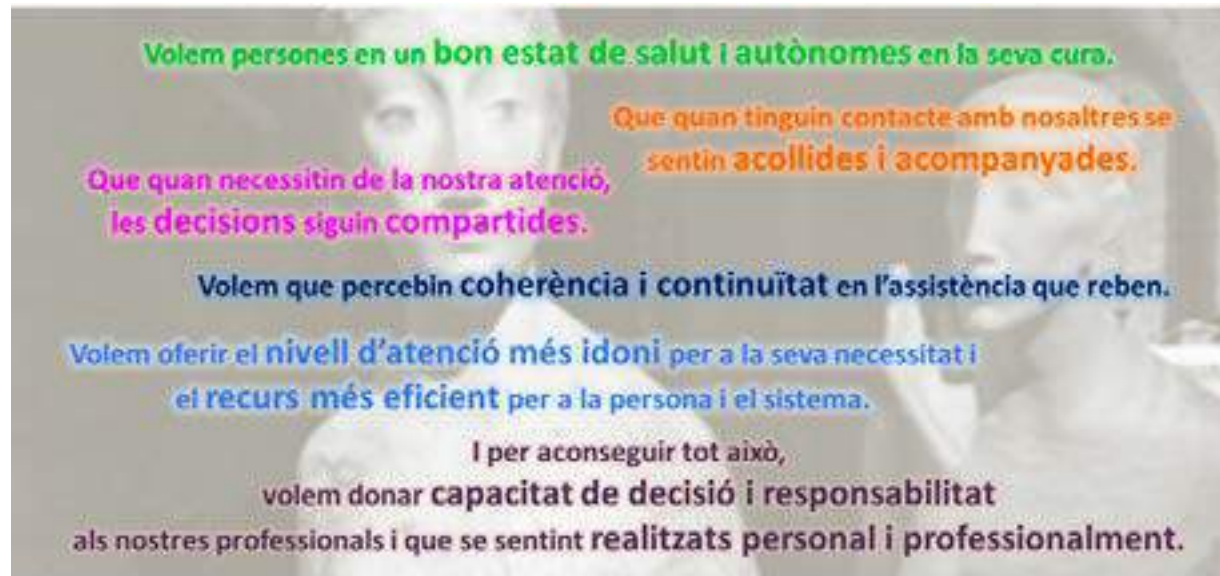 Volem persones en un bon estat de salut i autònomes en la seva cura.
Que quan tinguin contacte amb nosaltres se
sentin acollides i acompanyades.
Que quan necessitin de la nostra atenció,
les decisions siguin compartides.
Volem que percebin coherència i continuïtat en l'assistència que reben.
Volem oferir el nivell d'atenció més idoni per a la seva necessitat i
el recurs més eficient per a la persona i el sistema.
I per aconseguir tot això,
volem donar capacitat de decisió i responsabilitat
als nostres professionals i que se sentint realitzats personal i professionalment.